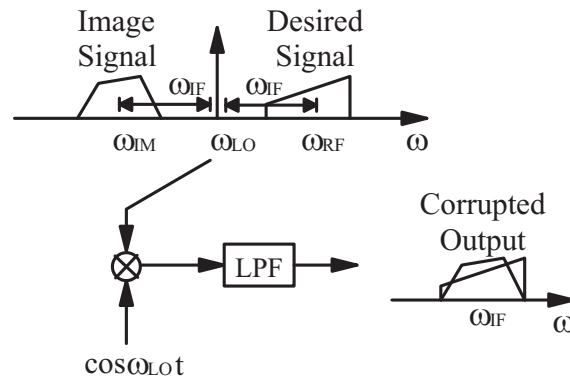 Image
Signal
Desired
Signal
ωIF
ωIF
ωIM
ωLO
ωRF
ω
LPF
cosωLOt
Corrupted
Output
ωIF
ω